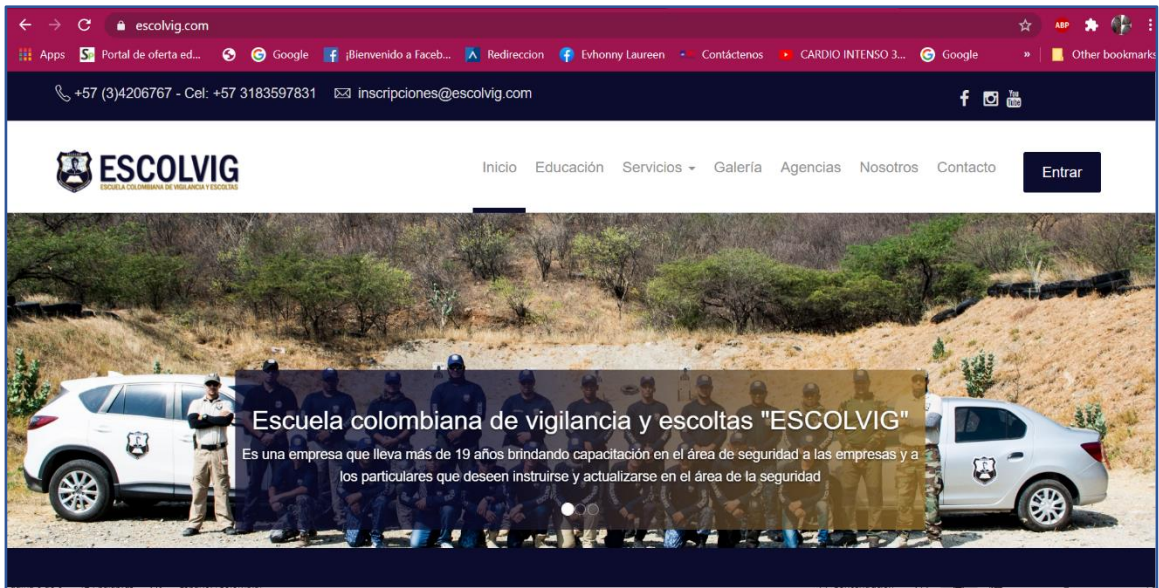 escolvig.com
ABP
Apps Portal de oferta ed... Google ¡Bienvenido a Faceb... Redireccion Evhonny Laureen Contáctenos CARDIO INTENSO 3... Google » Other bookmarks
+57 (3)4206767 - Cel: +57 3183597831 inscripciones@escolvig.com
You Tube
ESCOLVIG
ESCUELA COLOMBIANA DE VIGILANCIA Y ESCOLTAS
Inicio Educación Servicios Galería Agencias Nosotros Contacto Entrar
Escuela colombiana de vigilancia y escoltas "ESCOLVIG"
Es una empresa que lleva más de 19 años brindando capacitación en el área de seguridad a las empresas y a
los particulares que deseen instruirse y actualizarse en el área de la seguridad